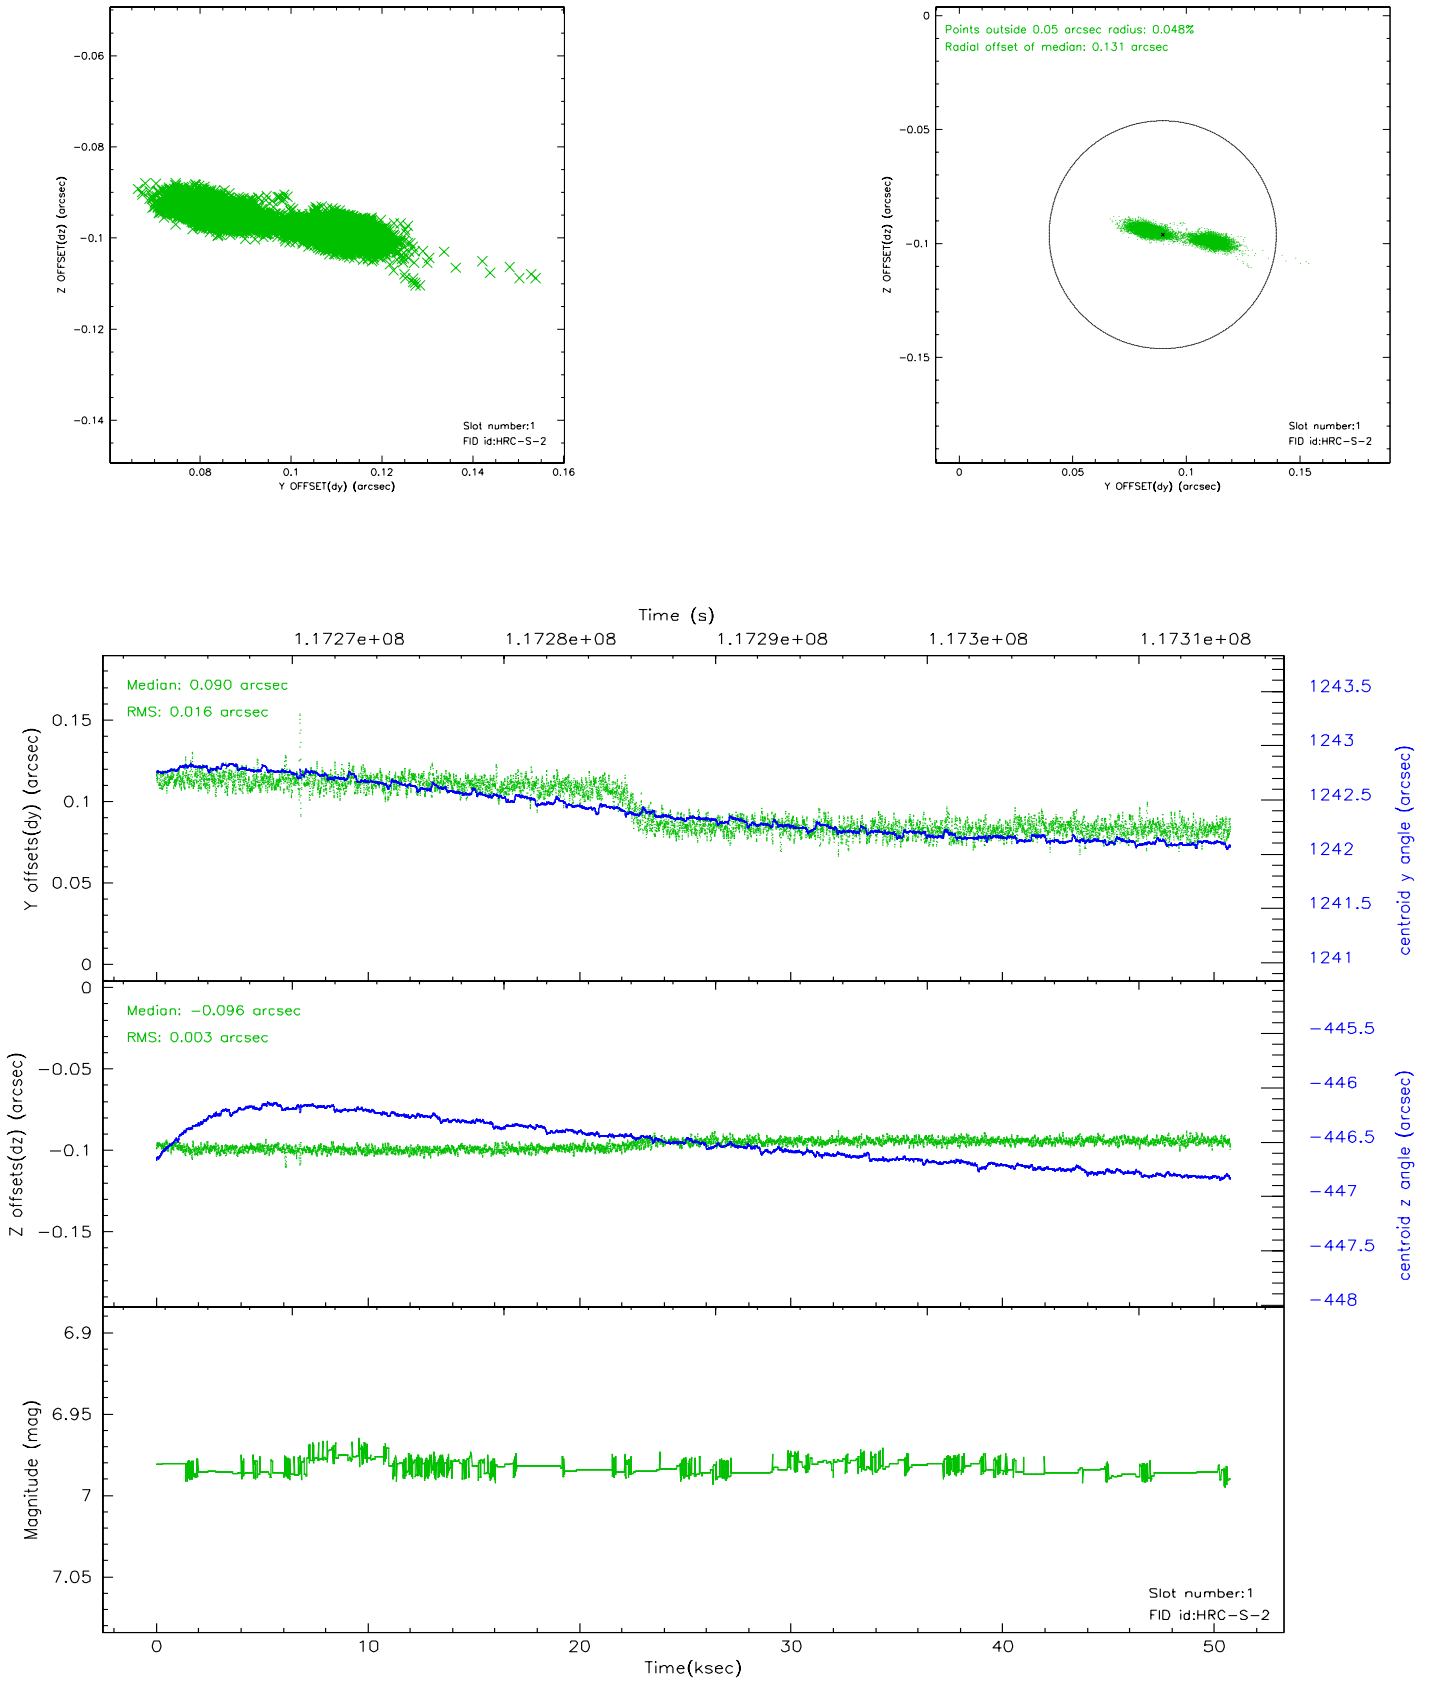 −0.06
−0.08
−0.1
−0.12
−0.14
Z OFFSET(dz) (arcsec)
Slot number:1
FID id:HRC−S−2
0.08 0.1 0.12 0.14 0.16
Y OFFSET(dy) (arcsec)
Points outside 0.05 arcsec radius: 0.048%
Radial offset of median: 0.131 arcsec
0
−0.05
−0.1
−0.15
Z OFFSET(dz) (arcsec)
Slot number:1
FID id:HRC−S−2
0 0.05 0.1 0.15
Y OFFSET(dy) (arcsec)
Time (s)
1.1727e+08 1.1728e+08 1.1729e+08 1.173e+08 1.1731e+08
Median: 0.090 arcsec
RMS: 0.016 arcsec
0.15
0.1
0.05
0
Y offsets(dy) (arcsec)
1243.5
1243
1242.5
1242
1241.5
1241
centroid y angle (arcsec)
Median: −0.096 arcsec
RMS: 0.003 arcsec
0
−0.05
−0.1
−0.15
Z offsets(dz) (arcsec)
−445.5
−446
−446.5
−447
−447.5
−448
centroid z angle (arcsec)
6.9
6.95
7
7.05
Magnitude (mag)
Slot number:1
FID id:HRC−S−2
0 10 20 30 40 50
Time(ksec)